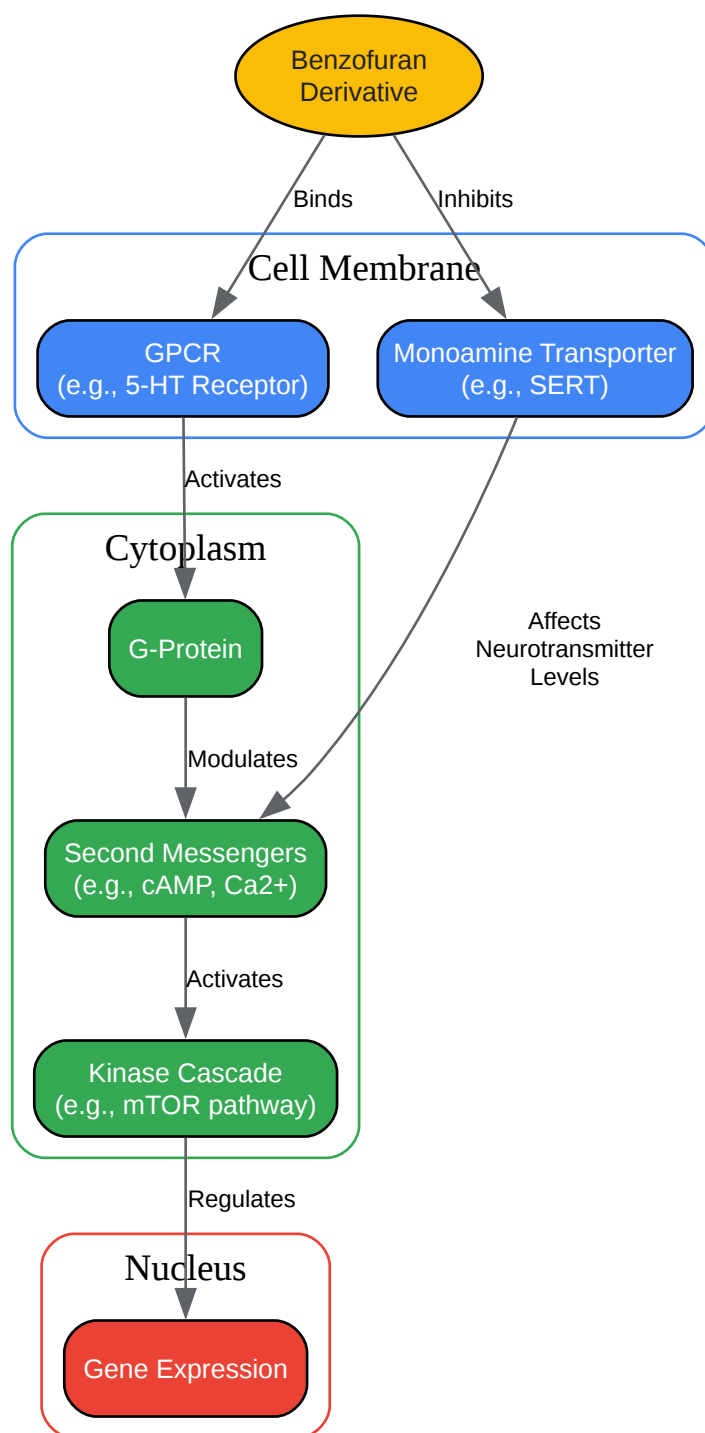 Benzofuran
Derivative
Binds
Inhibits
Cell Membrane
GPCR
(e.g., 5-HT Receptor)
Monoamine Transporter
(e.g., SERT)
Activates
Cytoplasm
G-Protein
Affects
Neurotransmitter
Levels
Modulates
Second Messengers
(e.g., cAMP, Ca2+)
Activates
Kinase Cascade
(e.g., mTOR pathway)
Regulates
Nucleus
Gene Expression